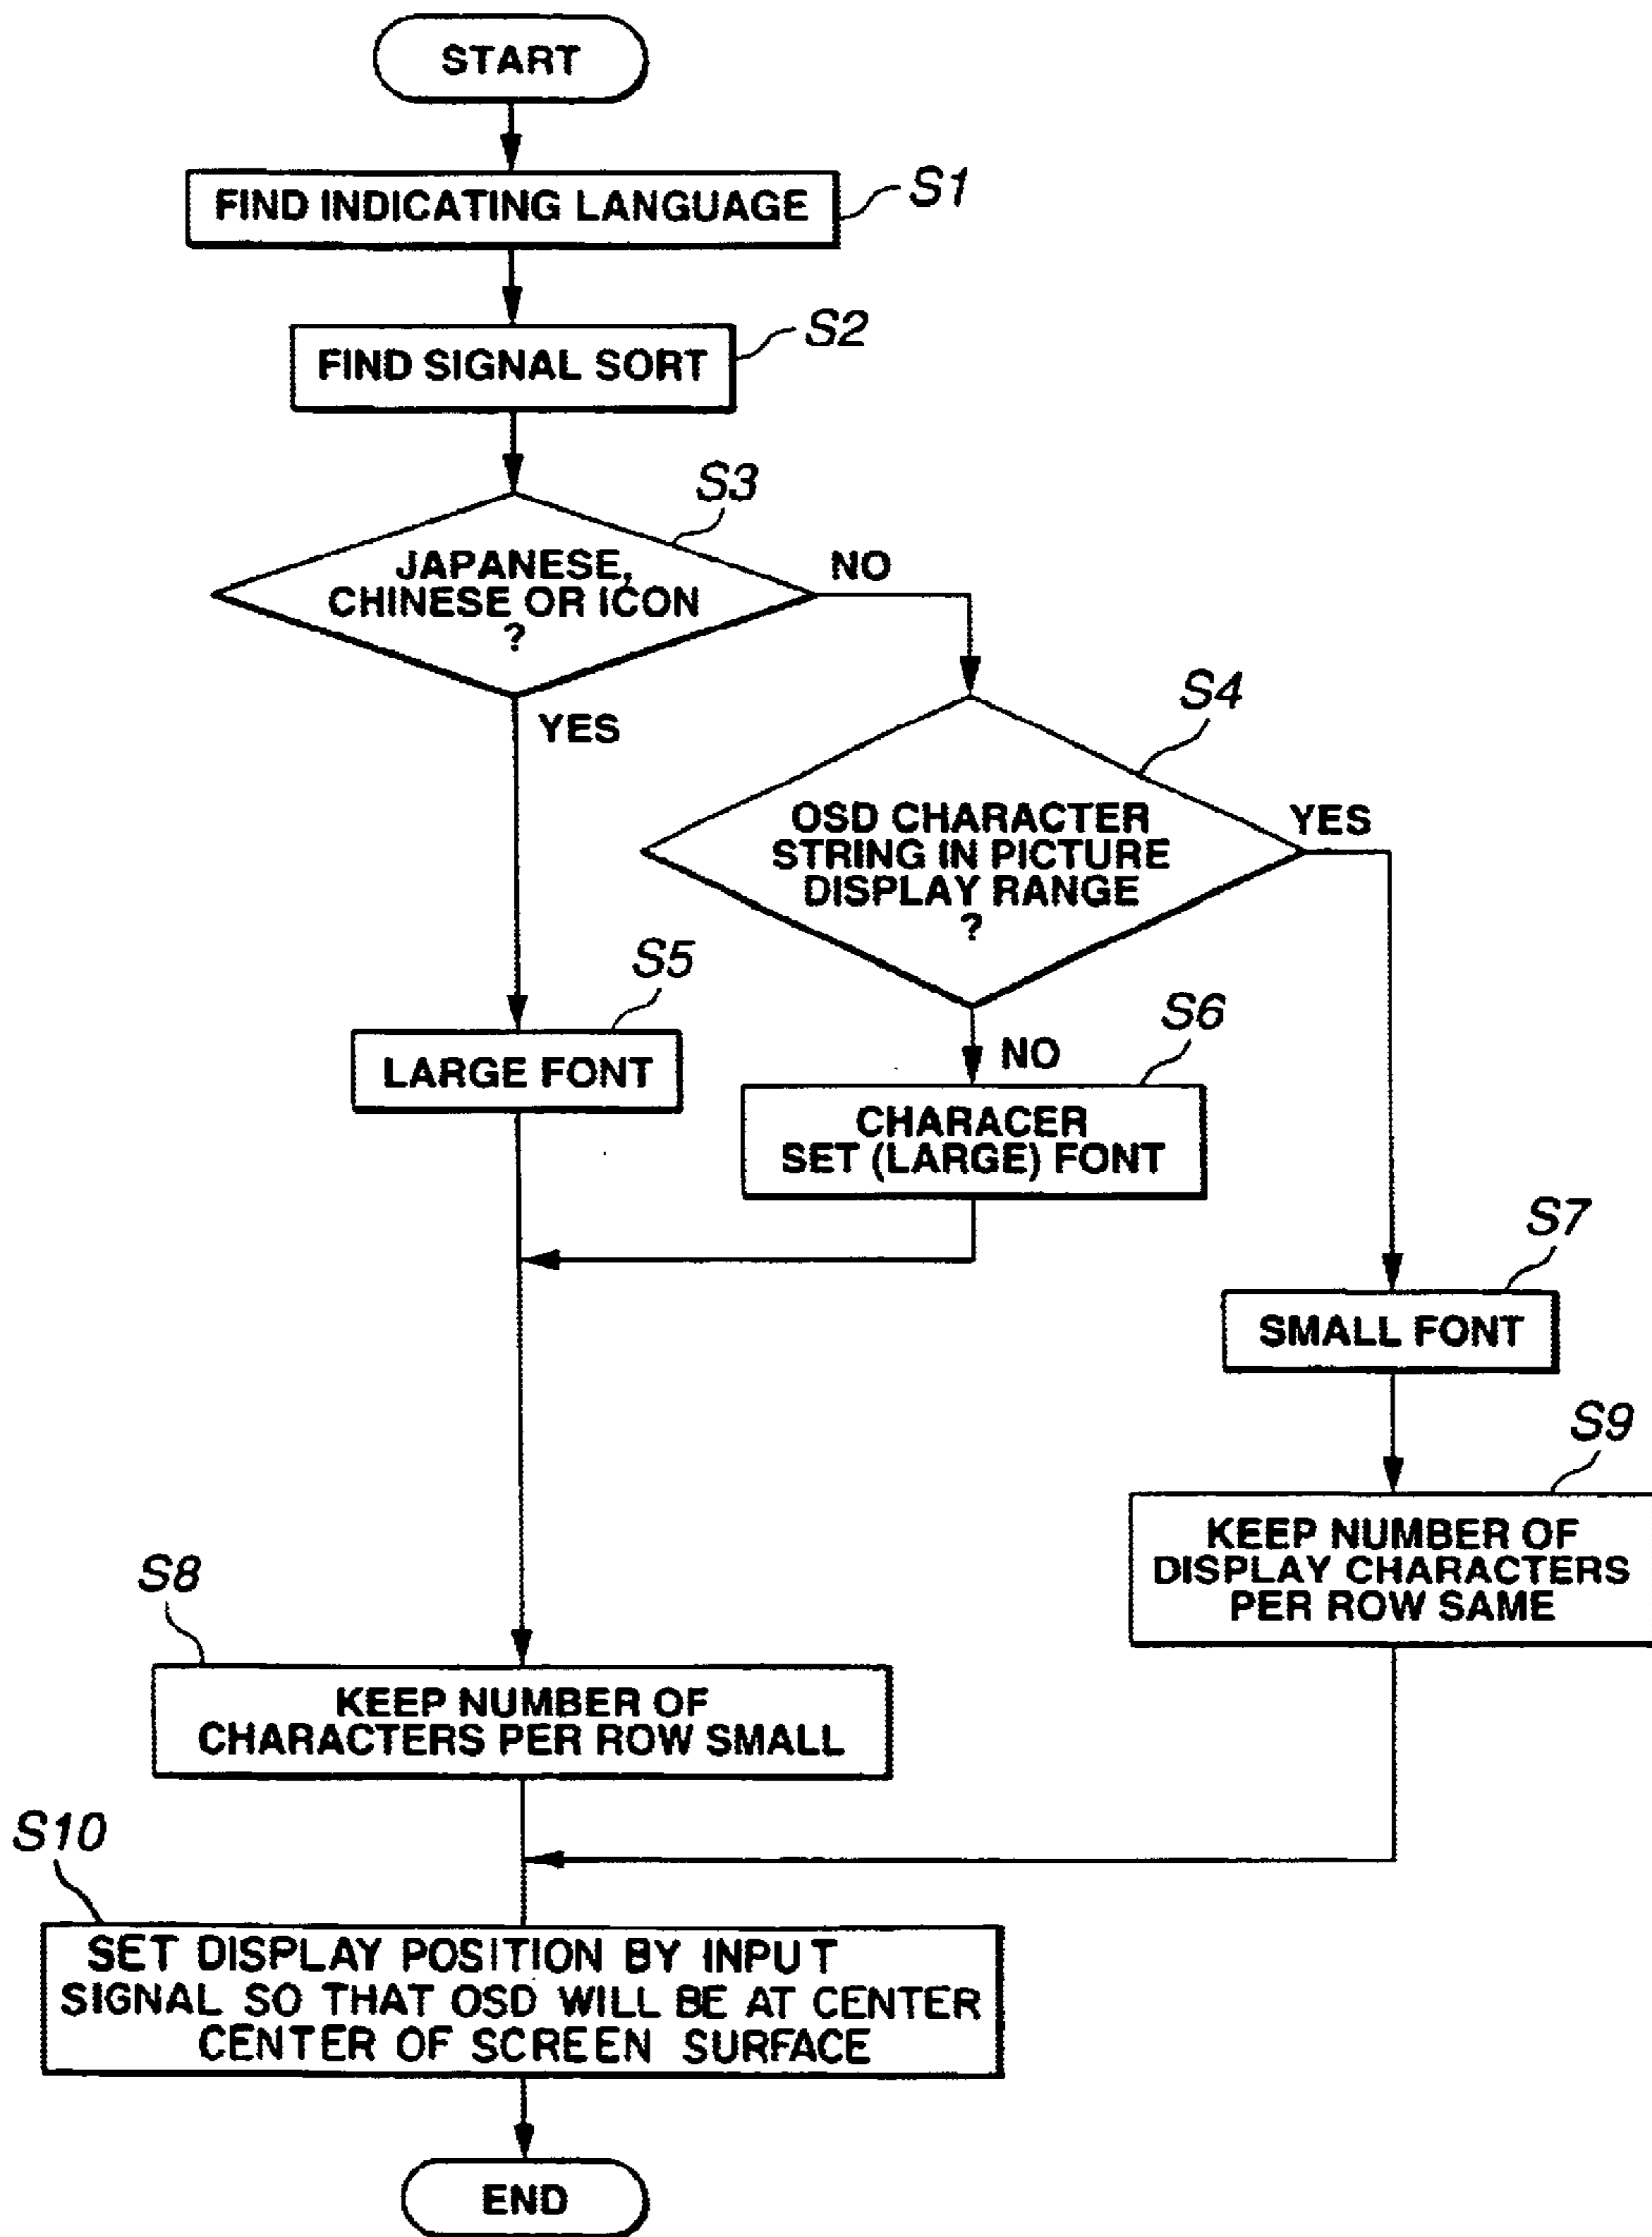 START
FIND INDICATING LANGUAGE
S1
FIND SIGNAL SORT
S2
S3
JAPANESE,
CHINESE OR ICON
?
NO
YES
S4
OSD CHARACTER
STRING IN PICTURE
DISPLAY RANGE
?
YES
NO
S5
LARGE FONT
S6
CHARACER
SET (LARGE) FONT
S7
SMALL FONT
S9
KEEP NUMBER OF
DISPLAY CHARACTERS
PER ROW SAME
S8
KEEP NUMBER OF
CHARACTERS PER ROW SMALL
S10
SET DISPLAY POSITION BY INPUT
SIGNAL SO THAT OSD WILL BE AT CENTER
CENTER OF SCREEN SURFACE
END